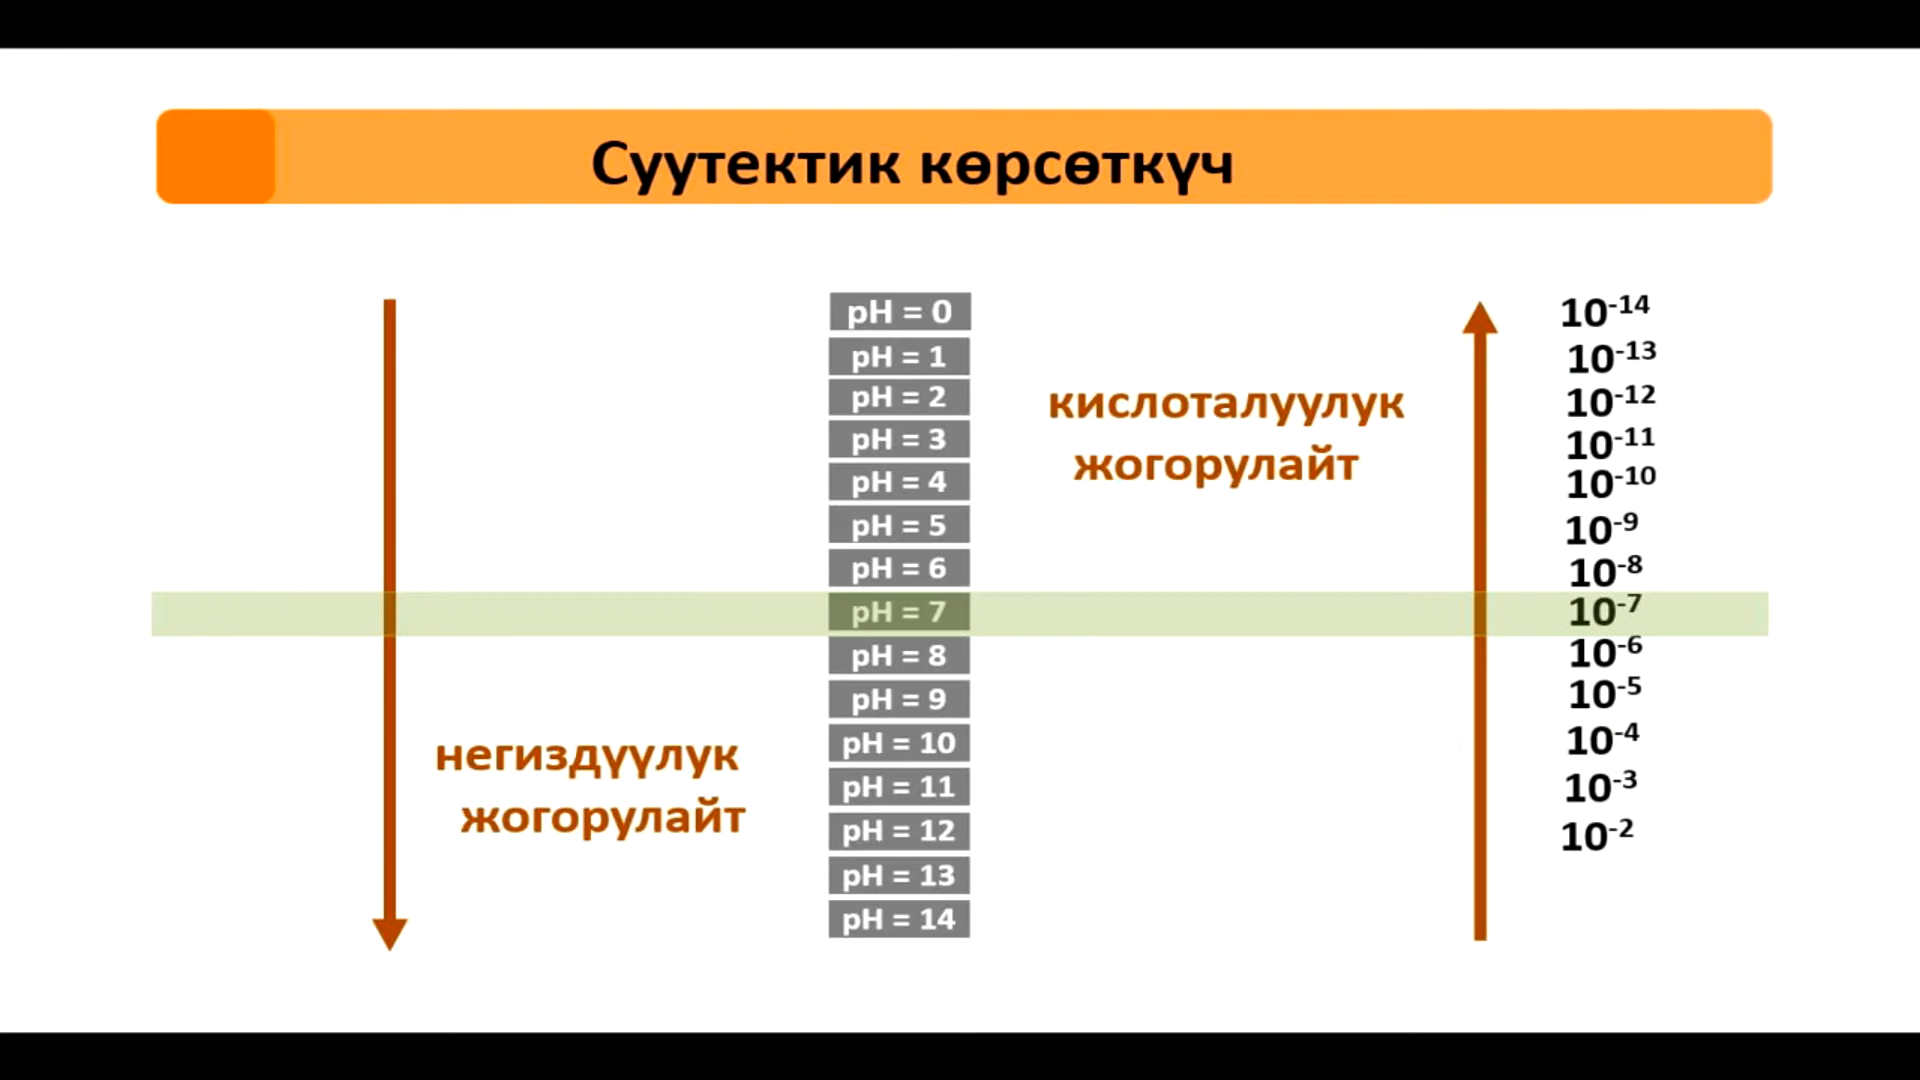 Суутектик көрсөткүч
pH = 0
pH = 1
pH = 2
pH = 3
pH = 4
pH = 5
pH = 6
pH = 7
pH = 8
pH = 9
pH = 10
pH = 11
pH = 12
pH = 13
pH = 14
негиздүүлук
жогорулайт
кислоталуулук
жогорулайт
10⁻¹⁴
10⁻¹³
10⁻¹²
10⁻¹¹
10⁻¹⁰
10⁻⁹
10⁻⁸
10⁻⁷
10⁻⁶
10⁻⁵
10⁻⁴
10⁻³
10⁻²